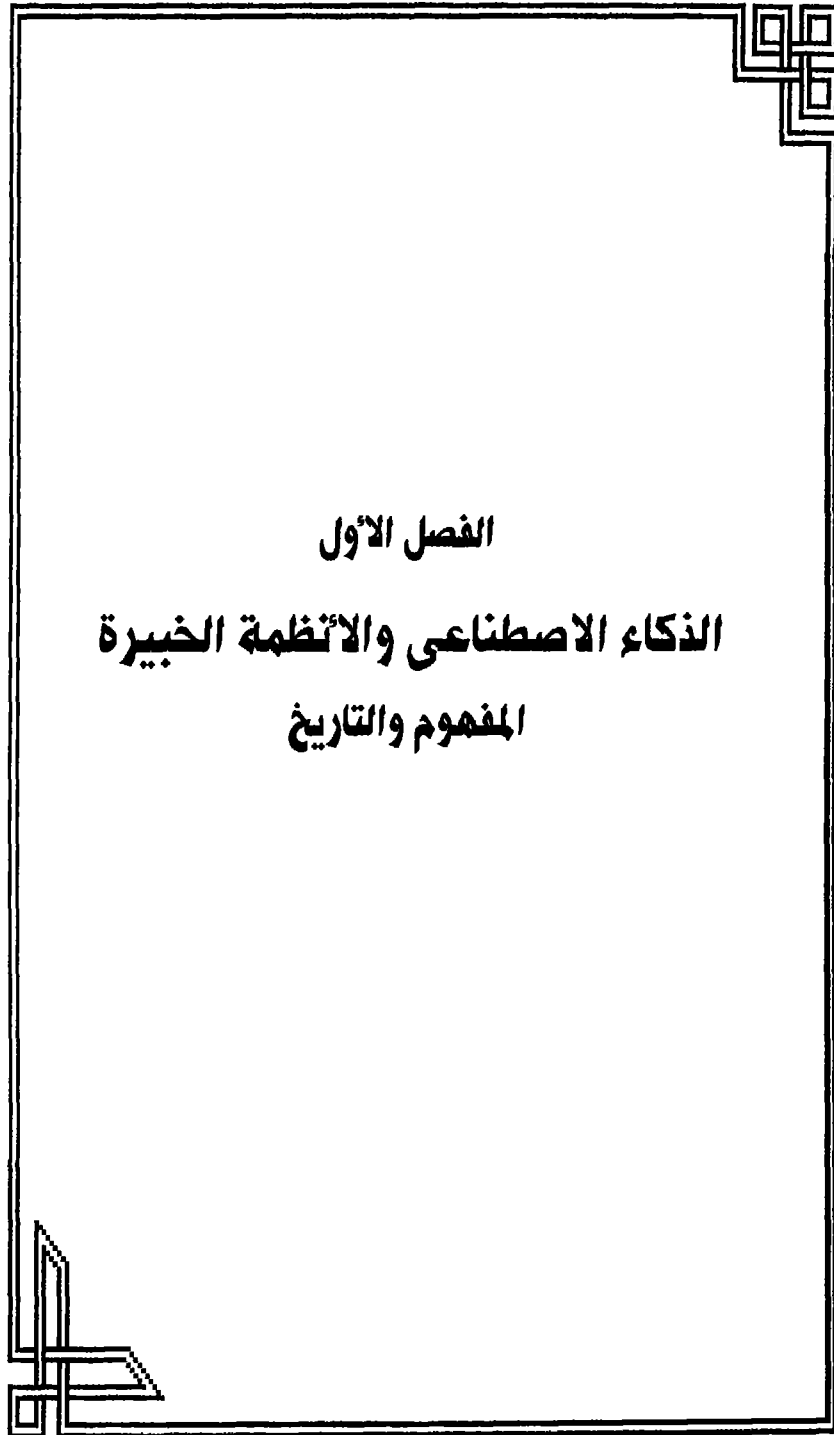 الفصل الأول
الذكاء الاصطناعى والأنظمة الخبيرة
المفهوم والتاريخ